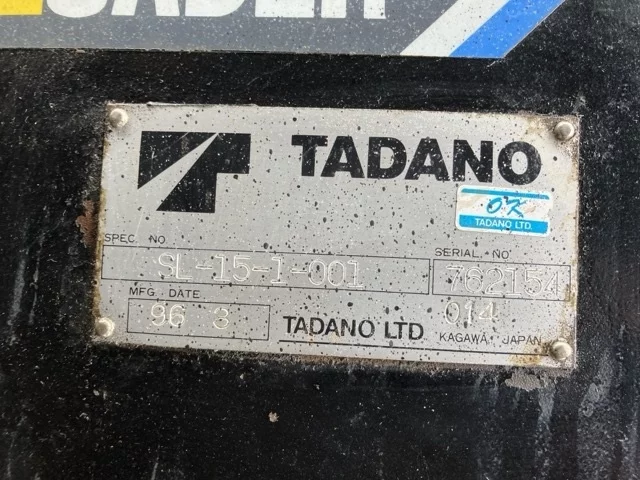 TADANO
OK
TADANO LTD.
SPEC. NO
SERIAL. NO
SL-15-1-001
762154
MFG. DATE
96 3
TADANO LTD
014
KAGAWA, JAPAN